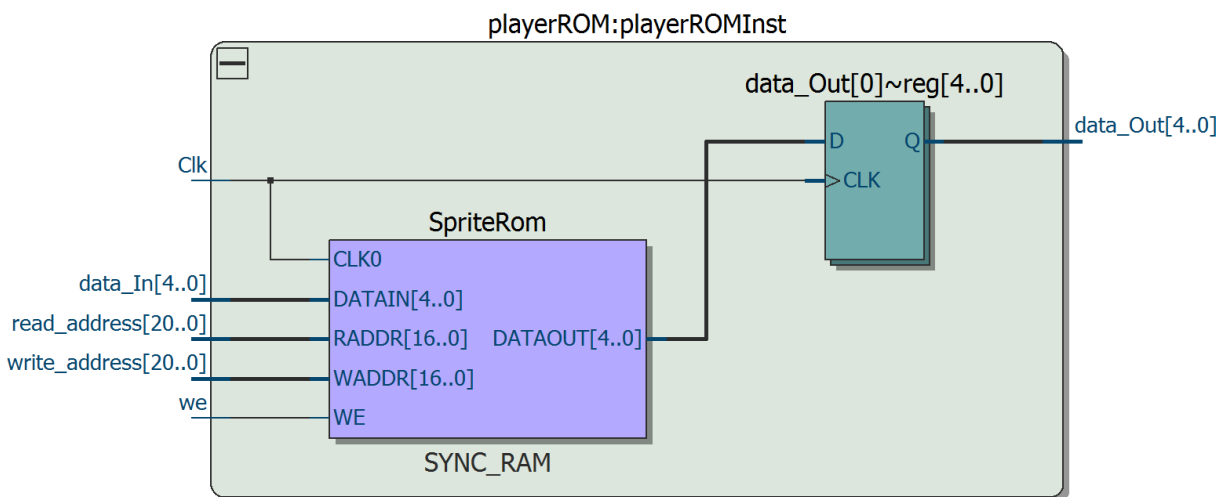 playerROM:playerROMInst
data_Out[0]~reg[4..0]
D
Q
data_Out[4..0]
Clk
CLK
SpriteRom
CLK0
data_In[4..0]
DATAIN[4..0]
read_address[20..0]
RADDR[16..0]
DATAOUT[4..0]
write_address[20..0]
WADDR[16..0]
we
WE
SYNC_RAM